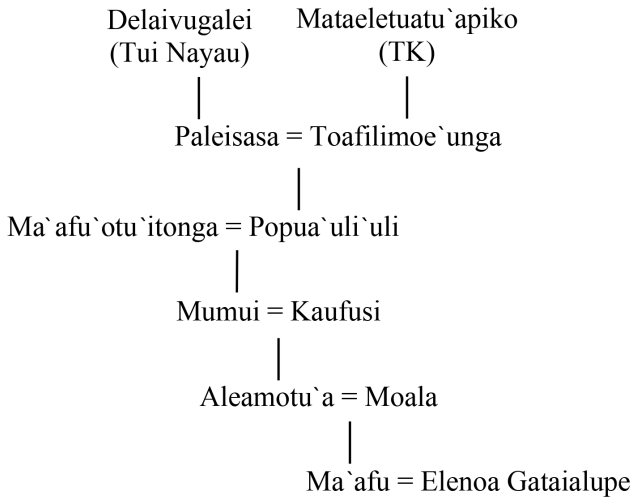 Delaivugalei Mataeletuatu`apiko
(Tui Nayau) (TK)
Paleisasa = Toafilimoe`unga
Ma`afu`otu`itonga = Popua`uli`uli
Mumui = Kaufusi
Aleamotu`a = Moala
Ma`afu = Elenoa Gataialupe